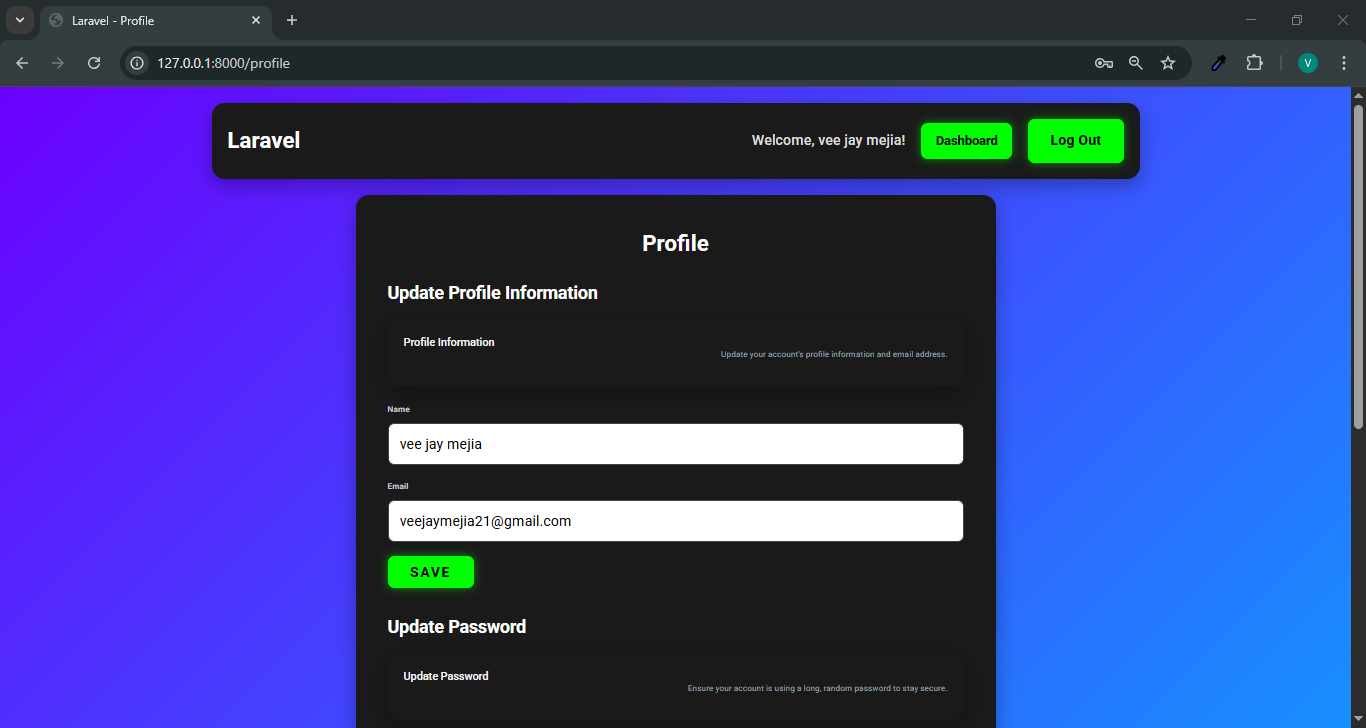 Laravel - Profile
127.0.0.1:8000/profile
V
Laravel
Welcome, vee jay mejia!
Dashboard
Log Out
Profile
Update Profile Information
Profile Information
Update your account's profile information and email address.
Name
vee jay mejia
Email
veejaymejia21@gmail.com
SAVE
Update Password
Update Password
Ensure your account is using a long, random password to stay secure.